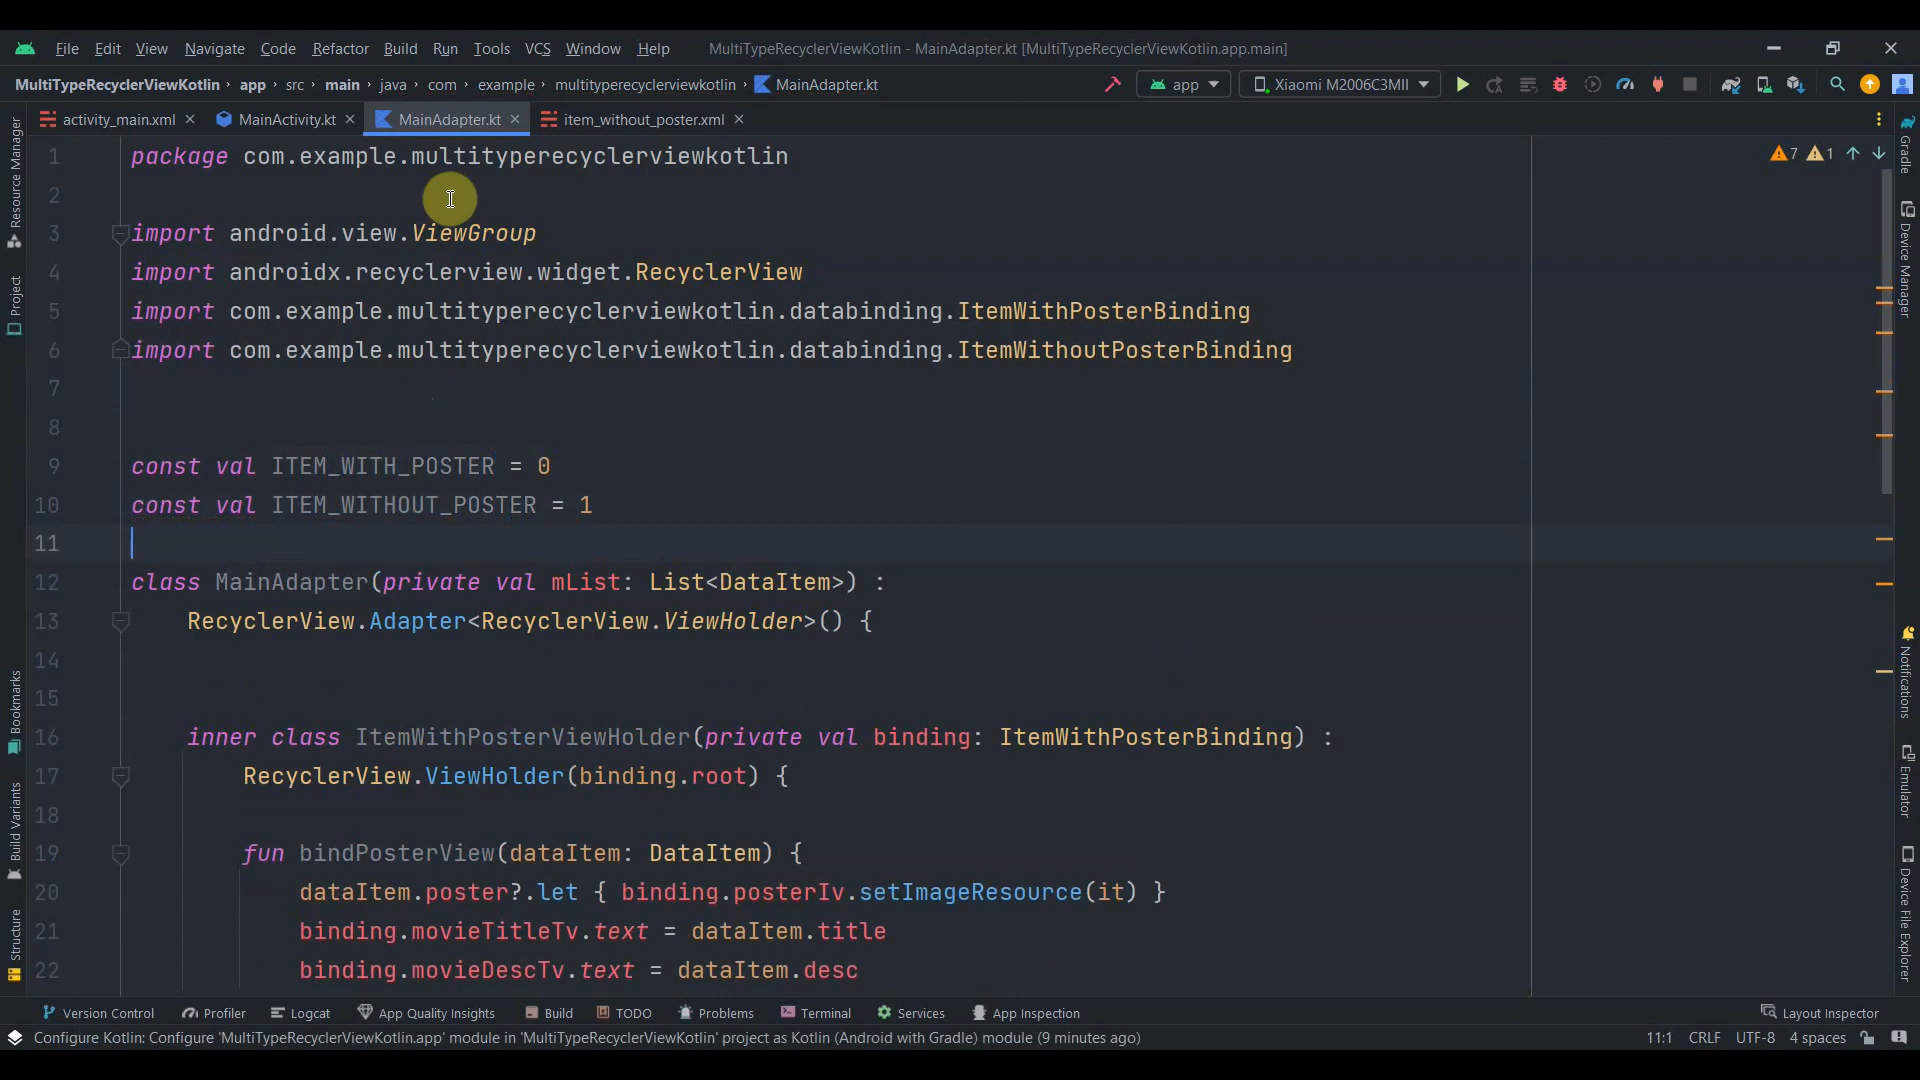 File Edit View Navigate Code Refactor Build Run Tools VCS Window Help MultiTypeRecyclerViewKotlin - MainAdapter.kt [MultiTypeRecyclerViewKotlin.app.main]
MultiTypeRecyclerViewKotlin › app › src › main › java › com › example › multityperecyclerviewkotlin › MainAdapter.kt app Xiaomi M2006C3MII
activity_main.xml MainActivity.kt MainAdapter.kt item_without_poster.xml
1 package com.example.multityperecyclerviewkotlin 7 1
2
3 import android.view.ViewGroup
4 import androidx.recyclerview.widget.RecyclerView
5 import com.example.multityperecyclerviewkotlin.databinding.ItemWithPosterBinding
6 import com.example.multityperecyclerviewkotlin.databinding.ItemWithoutPosterBinding
7
8
9 const val ITEM_WITH_POSTER = 0
10 const val ITEM_WITHOUT_POSTER = 1
11
12 class MainAdapter(private val mList: List<DataItem>) :
13 RecyclerView.Adapter<RecyclerView.ViewHolder>() {
14
15
16 inner class ItemWithPosterViewHolder(private val binding: ItemWithPosterBinding) :
17 RecyclerView.ViewHolder(binding.root) {
18
19 fun bindPosterView(dataItem: DataItem) {
20 dataItem.poster?.let { binding.posterIv.setImageResource(it) }
21 binding.movieTitleTv.text = dataItem.title
22 binding.movieDescTv.text = dataItem.desc
Resource Manager
Project
Bookmarks
Build Variants
Structure
Gradle
Device Manager
Notifications
Emulator
Device File Explorer
Version Control Profiler Logcat App Quality Insights Build TODO Problems Terminal Services App Inspection Layout Inspector
Configure Kotlin: Configure 'MultiTypeRecyclerViewKotlin.app' module in 'MultiTypeRecyclerViewKotlin' project as Kotlin (Android with Gradle) module (9 minutes ago) 11:1 CRLF UTF-8 4 spaces